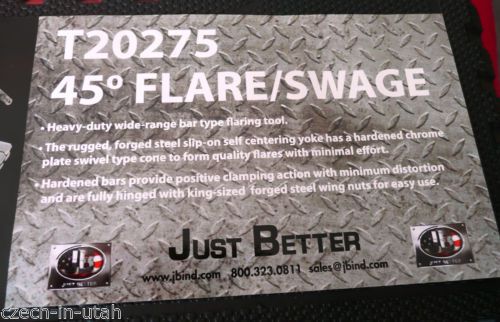 T20275
45º FLARE/SWAGE
• Heavy-duty wide-range bar type flaring tool.
• The rugged, forged steel slip-on self centering yoke has a hardened chrome
plate swivel type cone to form quality flares with minimal effort.
• Hardened bars provide positive clamping action with minimum distortion
and are fully hinged with king-sized forged steel wing nuts for easy use.
JUST BETTER
www.jbind.com 800.323.0811 sales@jbind.com
JUST BETTER
czech-in-utah